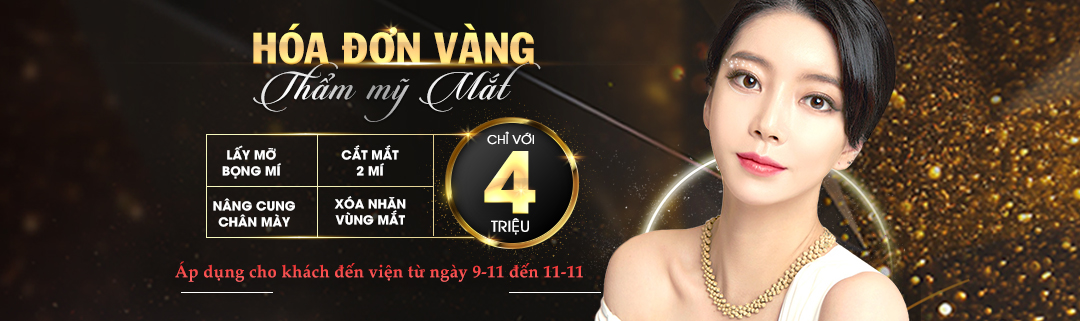 HÓA ĐƠN VÀNG
Thẩm mỹ Mắt
LẤY MỠ
BỌNG MÍ
CẮT MẮT
2 MÍ
NÂNG CUNG
CHÂN MÀY
XÓA NHĂN
VÙNG MẮT
CHỈ VỚI
4
TRIỆU
Áp dụng cho khách đến viện từ ngày 9-11 đến 11-11